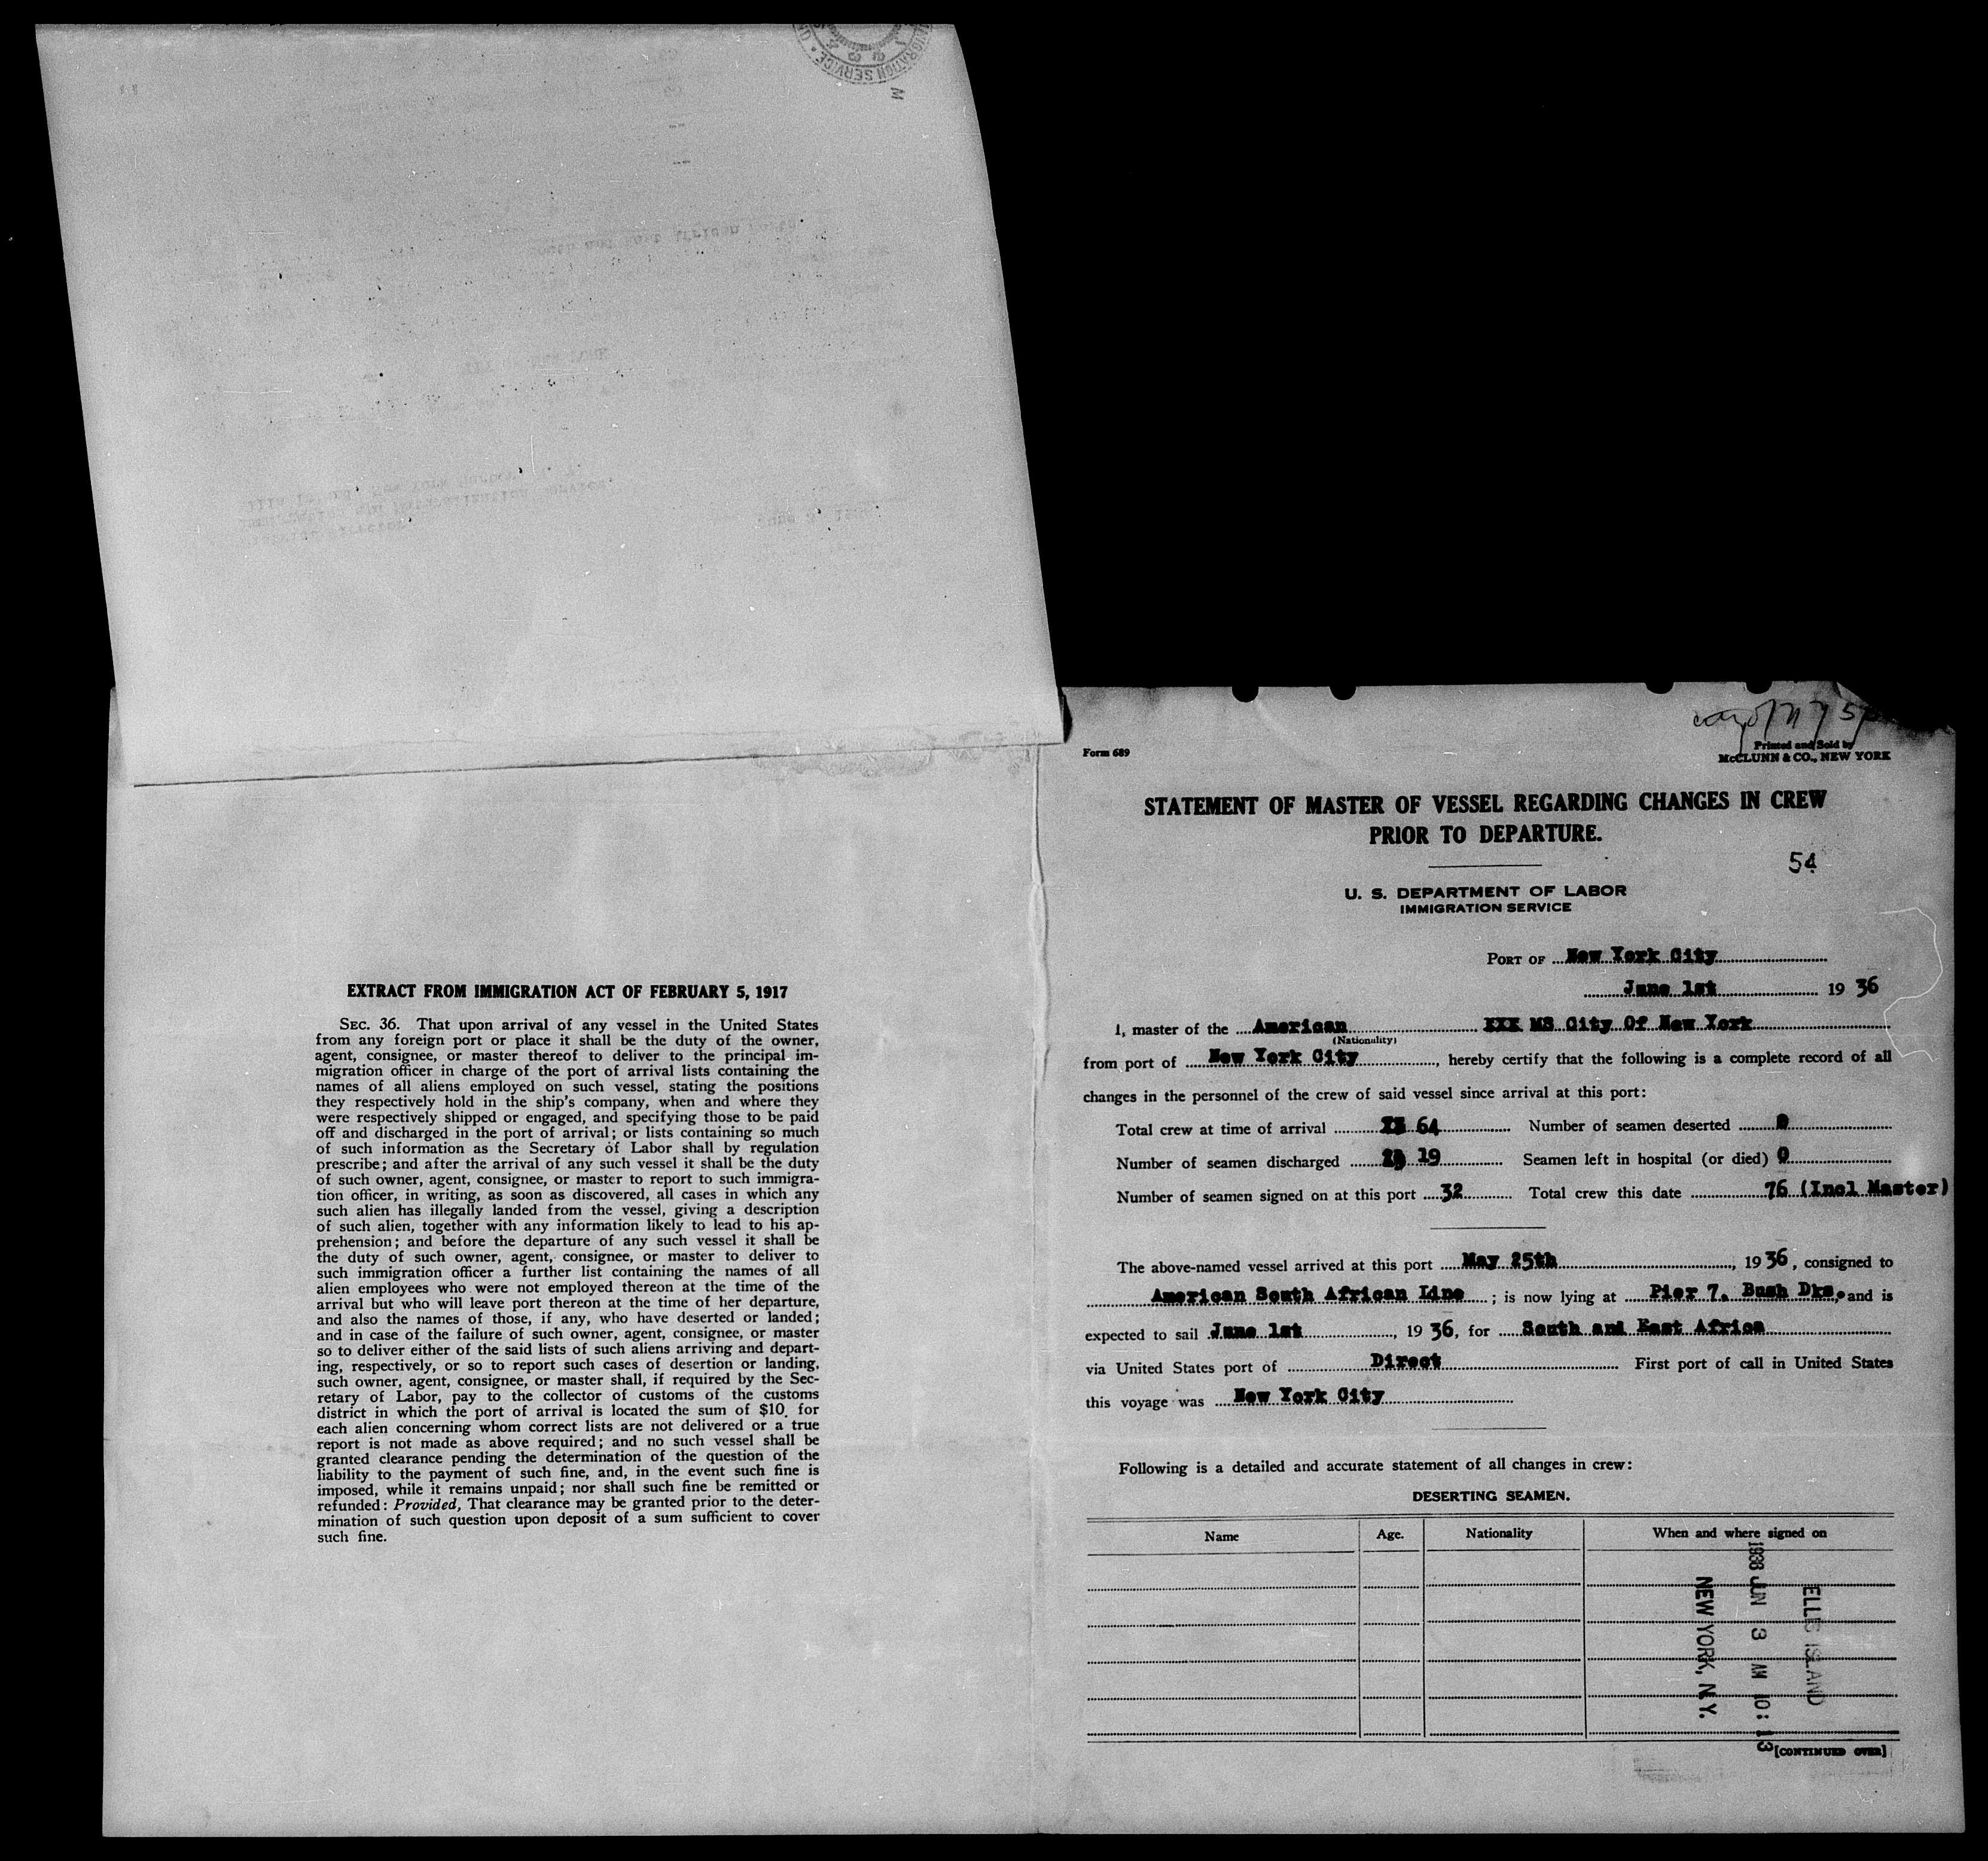 IMMIGRATION SERVICE
M
EXTRACT FROM IMMIGRATION ACT OF FEBRUARY 5, 1917
SEC. 36. That upon arrival of any vessel in the United States
from any foreign port or place it shall be the duty of the owner,
agent, consignee, or master thereof to deliver to the principal im-
migration officer in charge of the port of arrival lists containing the
names of all aliens employed on such vessel, stating the positions
they respectively hold in the ship's company, when and where they
were respectively shipped or engaged, and specifying those to be paid
off and discharged in the port of arrival; or lists containing so much
of such information as the Secretary of Labor shall by regulation
prescribe; and after the arrival of any such vessel it shall be the duty
of such owner, agent, consignee, or master to report to such immigra-
tion officer, in writing, as soon as discovered, all cases in which any
such alien has illegally landed from the vessel, giving a description
of such alien, together with any information likely to lead to his ap-
prehension; and before the departure of any such vessel it shall be
the duty of such owner, agent, consignee, or master to deliver to
such immigration officer a further list containing the names of all
alien employees who were not employed thereon at the time of the
arrival but who will leave port thereon at the time of her departure,
and also the names of those, if any, who have deserted or landed;
and in case of the failure of such owner, agent, consignee, or master
so to deliver either of the said lists of such aliens arriving and depart-
ing, respectively, or so to report such cases of desertion or landing,
such owner, agent, consignee, or master shall, if required by the Sec-
retary of Labor, pay to the collector of customs of the customs
district in which the port of arrival is located the sum of $10 for
each alien concerning whom correct lists are not delivered or a true
report is not made as above required; and no such vessel shall be
granted clearance pending the determination of the question of the
liability to the payment of such fine, and, in the event such fine is
imposed, while it remains unpaid; nor shall such fine be remitted or
refunded: Provided, That clearance may be granted prior to the deter-
mination of such question upon deposit of a sum sufficient to cover
such fine.
Form 689
Printed and Sold by
McCLUNN & CO., NEW YORK
STATEMENT OF MASTER OF VESSEL REGARDING CHANGES IN CREW
PRIOR TO DEPARTURE.
54
U. S. DEPARTMENT OF LABOR
IMMIGRATION SERVICE
PORT OF New York City
June 1st 1936
I, master of the American XXX MS City Of New York
(Nationality)
from port of New York City, hereby certify that the following is a complete record of all
changes in the personnel of the crew of said vessel since arrival at this port:
Total crew at time of arrival 64 Number of seamen deserted 0
Number of seamen discharged 19 Seamen left in hospital (or died) 0
Number of seamen signed on at this port 32 Total crew this date 76 (Incl Master)
The above-named vessel arrived at this port May 25th, 1936, consigned to
American South African Line; is now lying at Pier 7. Bush Dks. and is
expected to sail June 1st, 1936, for South and East Africa
via United States port of Direct First port of call in United States
this voyage was New York City
Following is a detailed and accurate statement of all changes in crew:
DESERTING SEAMEN.
Name Age. Nationality When and where signed on
ELLIS ISLAND
1936 JUN 3 AM 10:13
NEW YORK, N.Y.
[CONTINUED OVER]